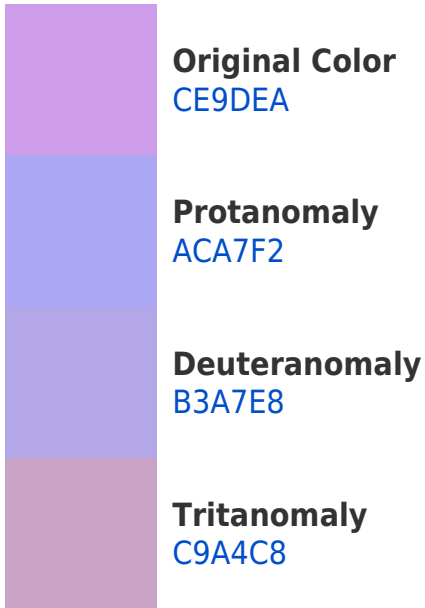 Original Color
CE9DEA
Protanomaly
ACA7F2
Deuteranomaly
B3A7E8
Tritanomaly
C9A4C8